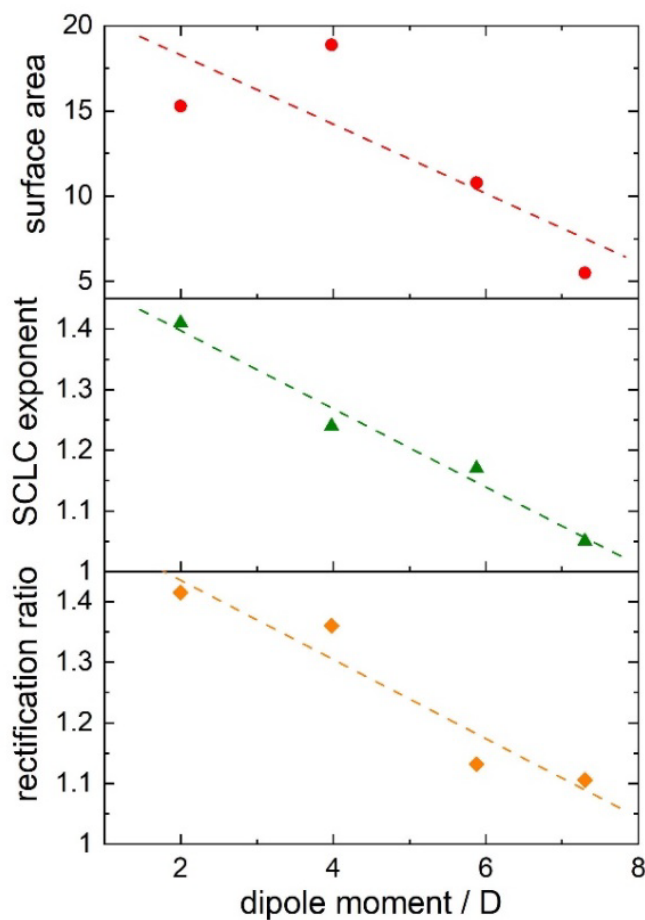 surface area
20
15
10
5
SCLC exponent
1.4
1.3
1.2
1.1
1
rectification ratio
1.4
1.3
1.2
1.1
1
2 4 6 8
dipole moment / D